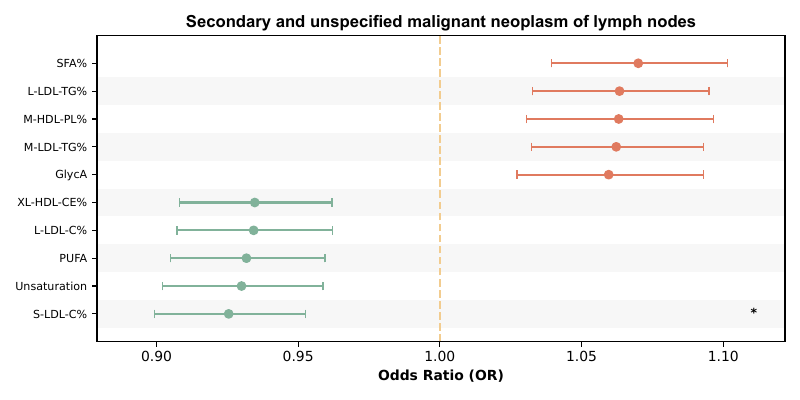 Secondary and unspecified malignant neoplasm of lymph nodes
SFA%
L-LDL-TG%
M-HDL-PL%
M-LDL-TG%
GlycA
XL-HDL-CE%
L-LDL-C%
PUFA
Unsaturation
S-LDL-C%
*
0.90 0.95 1.00 1.05 1.10
Odds Ratio (OR)